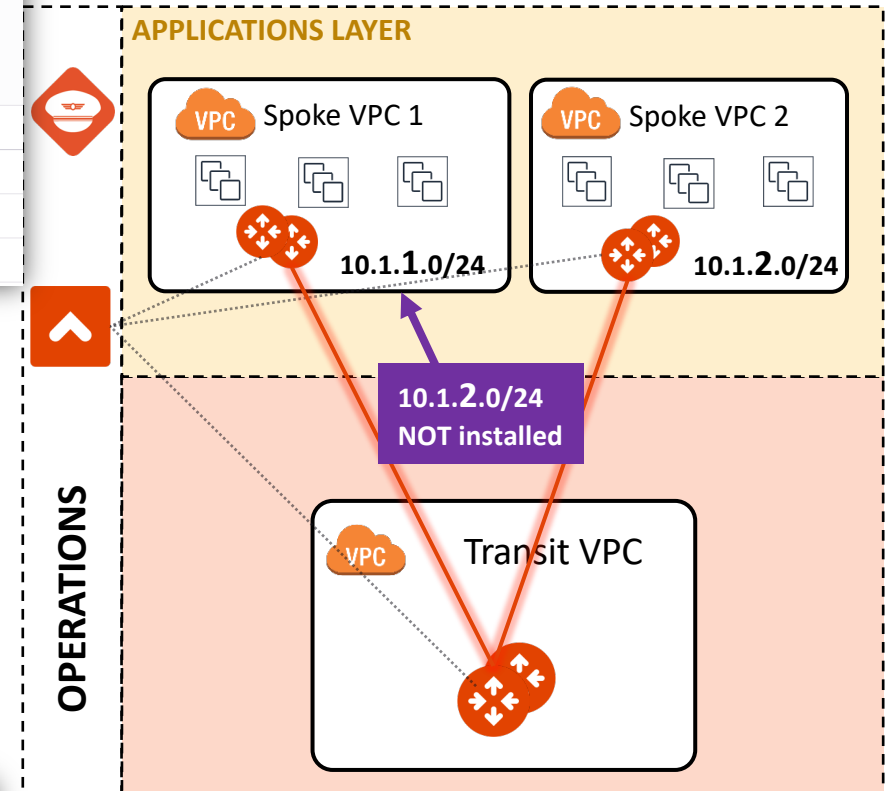 APPLICATIONS LAYER
VPC Spoke VPC 1
VPC Spoke VPC 2
10.1.1.0/24
10.1.2.0/24
10.1.2.0/24
NOT installed
OPERATIONS
VPC Transit VPC